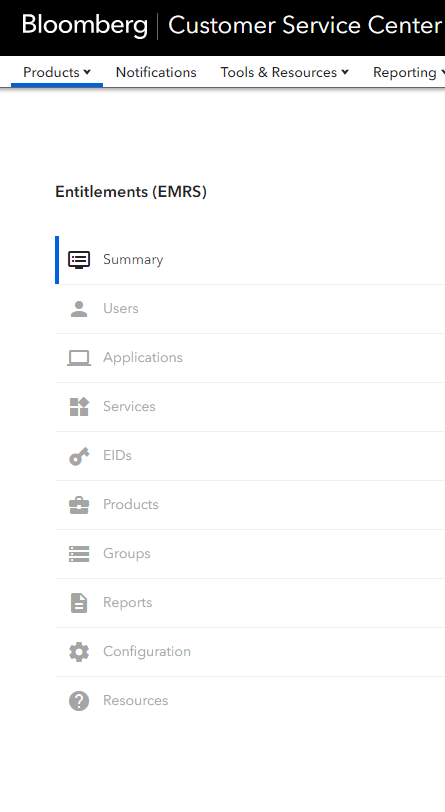 Bloomberg | Customer Service Center
Products Notifications Tools & Resources Reporting
Entitlements (EMRS)
Summary
Users
Applications
Services
EIDs
Products
Groups
Reports
Configuration
Resources